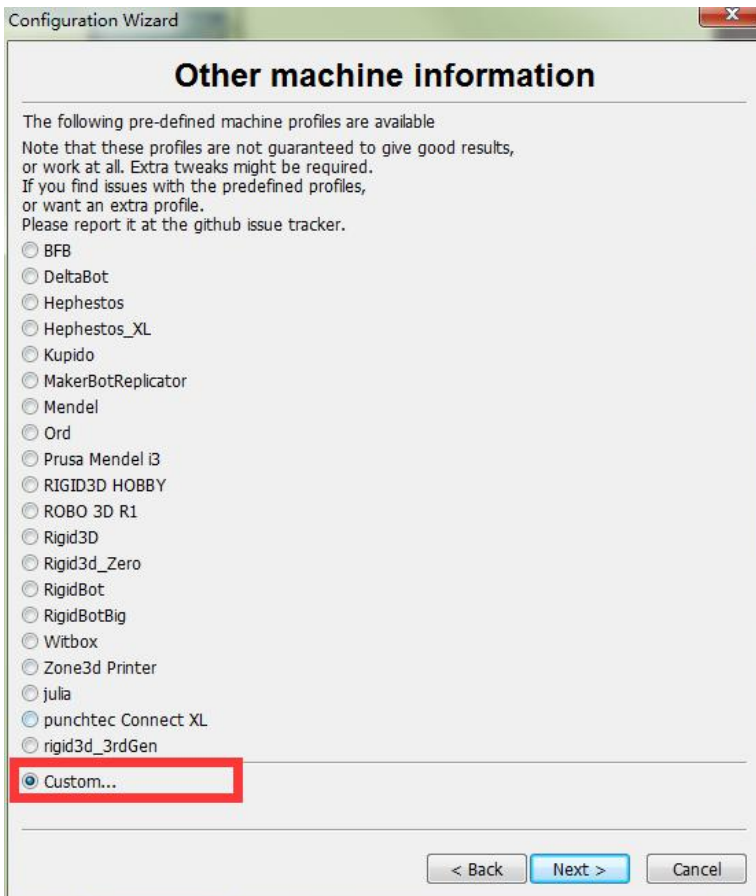 Configuration Wizard
Other machine information
The following pre-defined machine profiles are available
Note that these profiles are not guaranteed to give good results,
or work at all. Extra tweaks might be required.
If you find issues with the predefined profiles,
or want an extra profile.
Please report it at the github issue tracker.
BFB
DeltaBot
Hephestos
Hephestos_XL
Kupido
MakerBotReplicator
Mendel
Ord
Prusa Mendel i3
RIGID3D HOBBY
ROBO 3D R1
Rigid3D
Rigid3d_Zero
RigidBot
RigidBotBig
Witbox
Zone3d Printer
julia
punchtec Connect XL
rigid3d_3rdGen
Custom...
< Back Next > Cancel